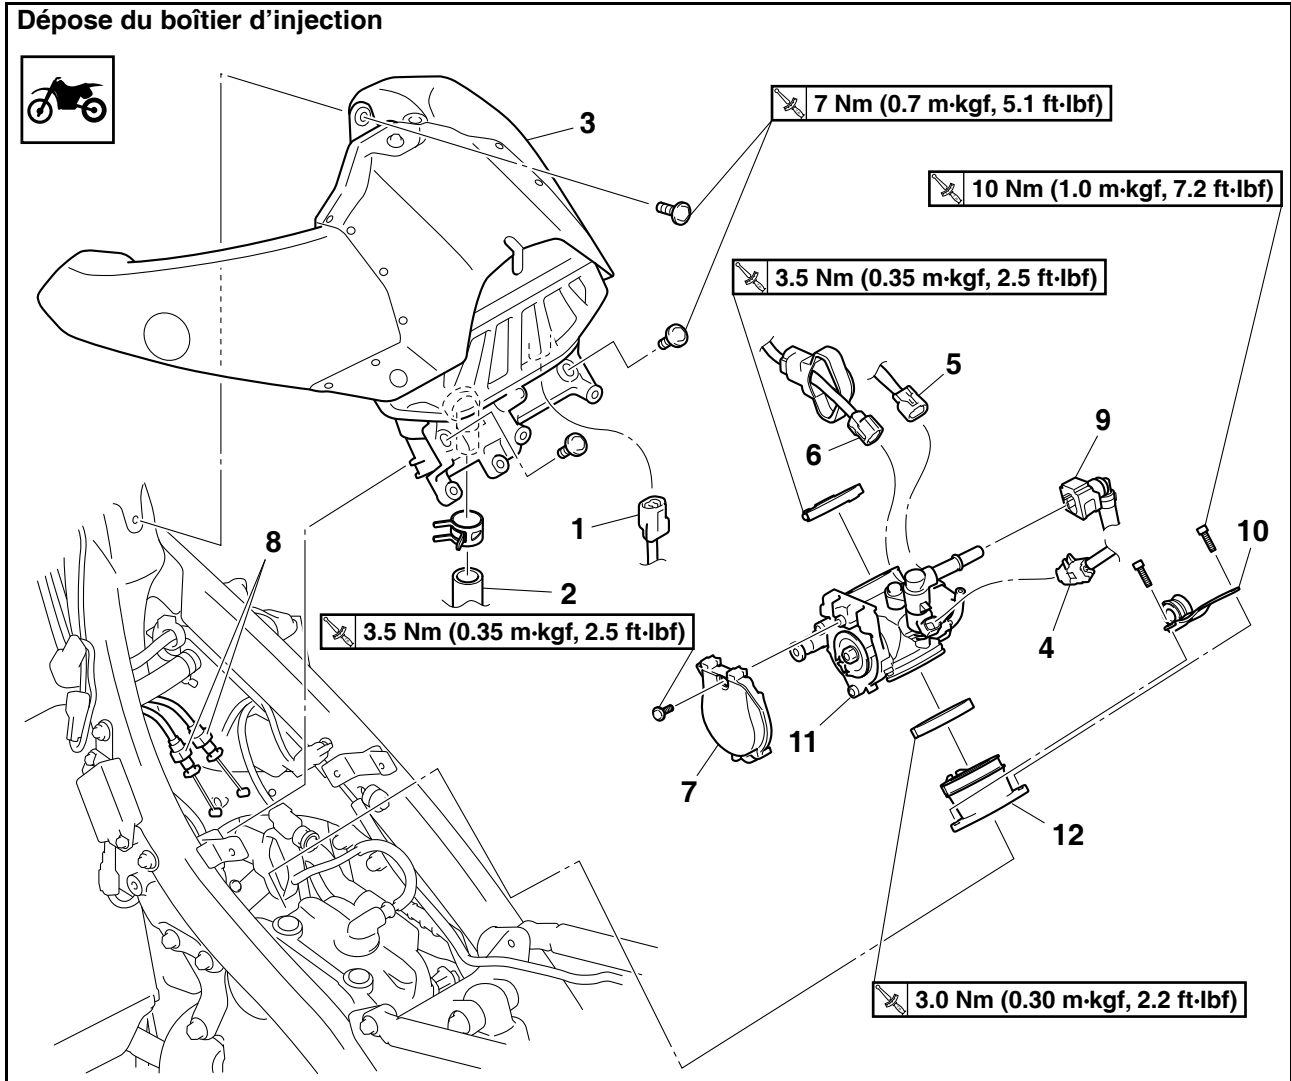 Dépose du boîtier d’injection
7 Nm (0.7 m·kgf, 5.1 ft·lbf)
3
10 Nm (1.0 m·kgf, 7.2 ft·lbf)
3.5 Nm (0.35 m·kgf, 2.5 ft·lbf)
5
9
6
1
8
10
2
3.5 Nm (0.35 m·kgf, 2.5 ft·lbf)
4
11
7
12
3.0 Nm (0.30 m·kgf, 2.2 ft·lbf)